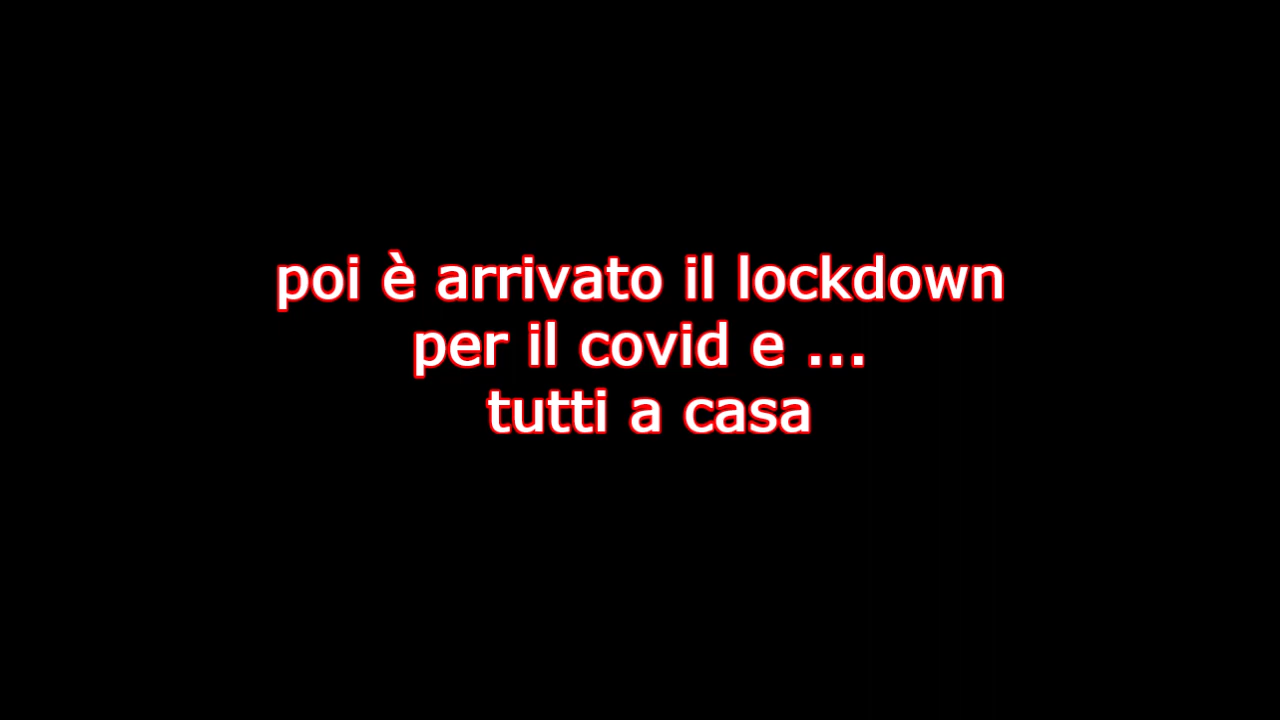 poi è arrivato il lockdown
per il covid e ...
tutti a casa